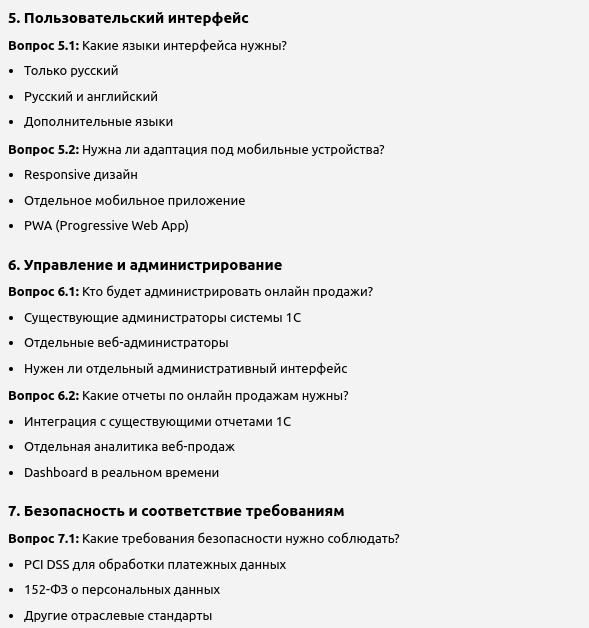 5. Пользовательский интерфейс
Вопрос 5.1: Какие языки интерфейса нужны?
• Только русский
• Русский и английский
• Дополнительные языки
Вопрос 5.2: Нужна ли адаптация под мобильные устройства?
• Responsive дизайн
• Отдельное мобильное приложение
• PWA (Progressive Web App)
6. Управление и администрирование
Вопрос 6.1: Кто будет администрировать онлайн продажи?
• Существующие администраторы системы 1С
• Отдельные веб-администраторы
• Нужен ли отдельный административный интерфейс
Вопрос 6.2: Какие отчеты по онлайн продажам нужны?
• Интеграция с существующими отчетами 1С
• Отдельная аналитика веб-продаж
• Dashboard в реальном времени
7. Безопасность и соответствие требованиям
Вопрос 7.1: Какие требования безопасности нужно соблюдать?
• PCI DSS для обработки платежных данных
• 152-ФЗ о персональных данных
• Другие отраслевые стандарты